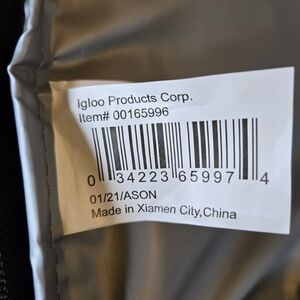 Igloo Products Corp.
Item# 00165996
0 34223 65997 4
01/21/ASON
Made in Xiamen City,China